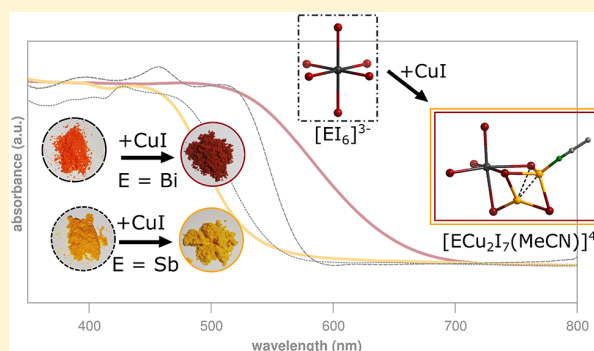 absorbance (a.u.)
+CuI
E = Bi
+CuI
E = Sb
[EI₆]³⁻
+CuI
[ECu₂I₇(MeCN)]⁴
400 500 600 700 800
wavelength (nm)